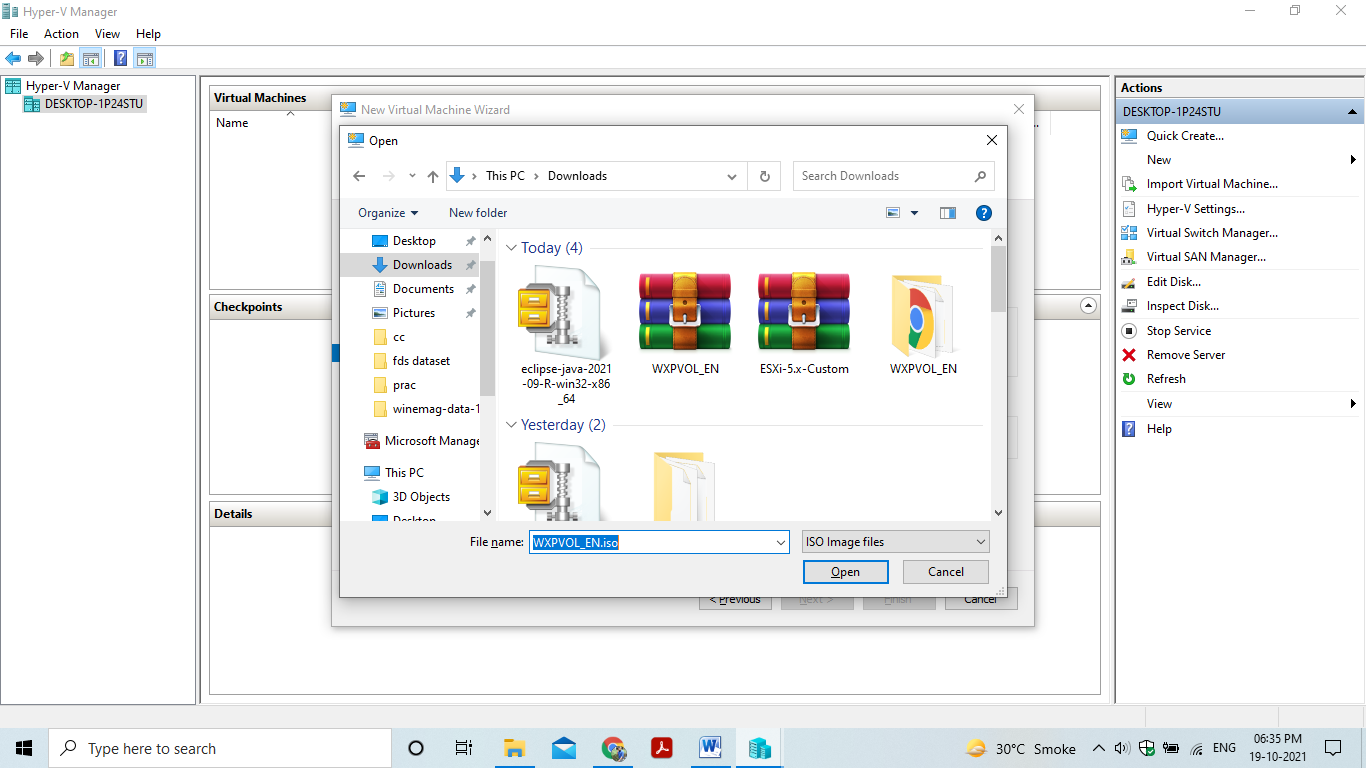 Hyper-V Manager
File Action View Help
Hyper-V Manager
DESKTOP-1P24STU
Virtual Machines
Name
New Virtual Machine Wizard
Open
This PC > Downloads
Search Downloads
Organize
New folder
Desktop
Downloads
Documents
Pictures
cc
fds dataset
prac
winemag-data-1
Microsoft Manage
This PC
3D Objects
Desktop
Today (4)
eclipse-java-2021
-09-R-win32-x86
_64
WXPVOL_EN
ESXi-5.x-Custom
WXPVOL_EN
Yesterday (2)
File name: WXPVOL_EN.iso
ISO Image files
Open
Cancel
< Previous
Next >
Finish
Cancel
Checkpoints
Details
Actions
DESKTOP-1P24STU
Quick Create...
New
Import Virtual Machine...
Hyper-V Settings...
Virtual Switch Manager...
Virtual SAN Manager...
Edit Disk...
Inspect Disk...
Stop Service
Remove Server
Refresh
View
Help
Type here to search
30°C Smoke
ENG
06:35 PM
19-10-2021